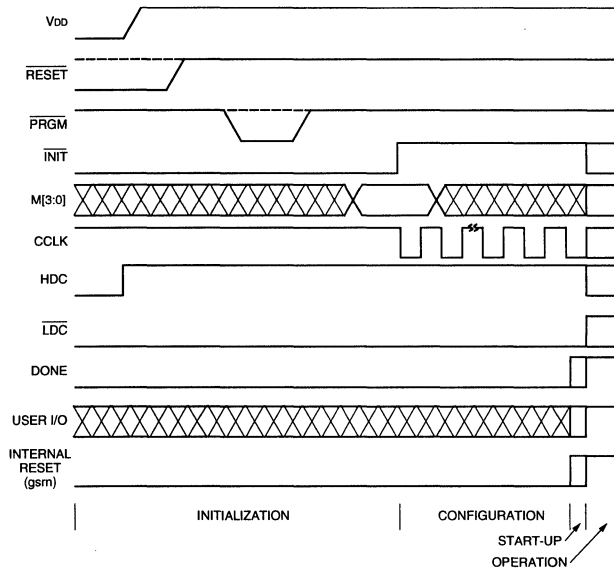 VDD
RESET
PRGM
INIT
M[3:0]
CCLK
HDC
LDC
DONE
USER I/O
INTERNAL
RESET
(gsrn)
INITIALIZATION
CONFIGURATION
START-UP
OPERATION